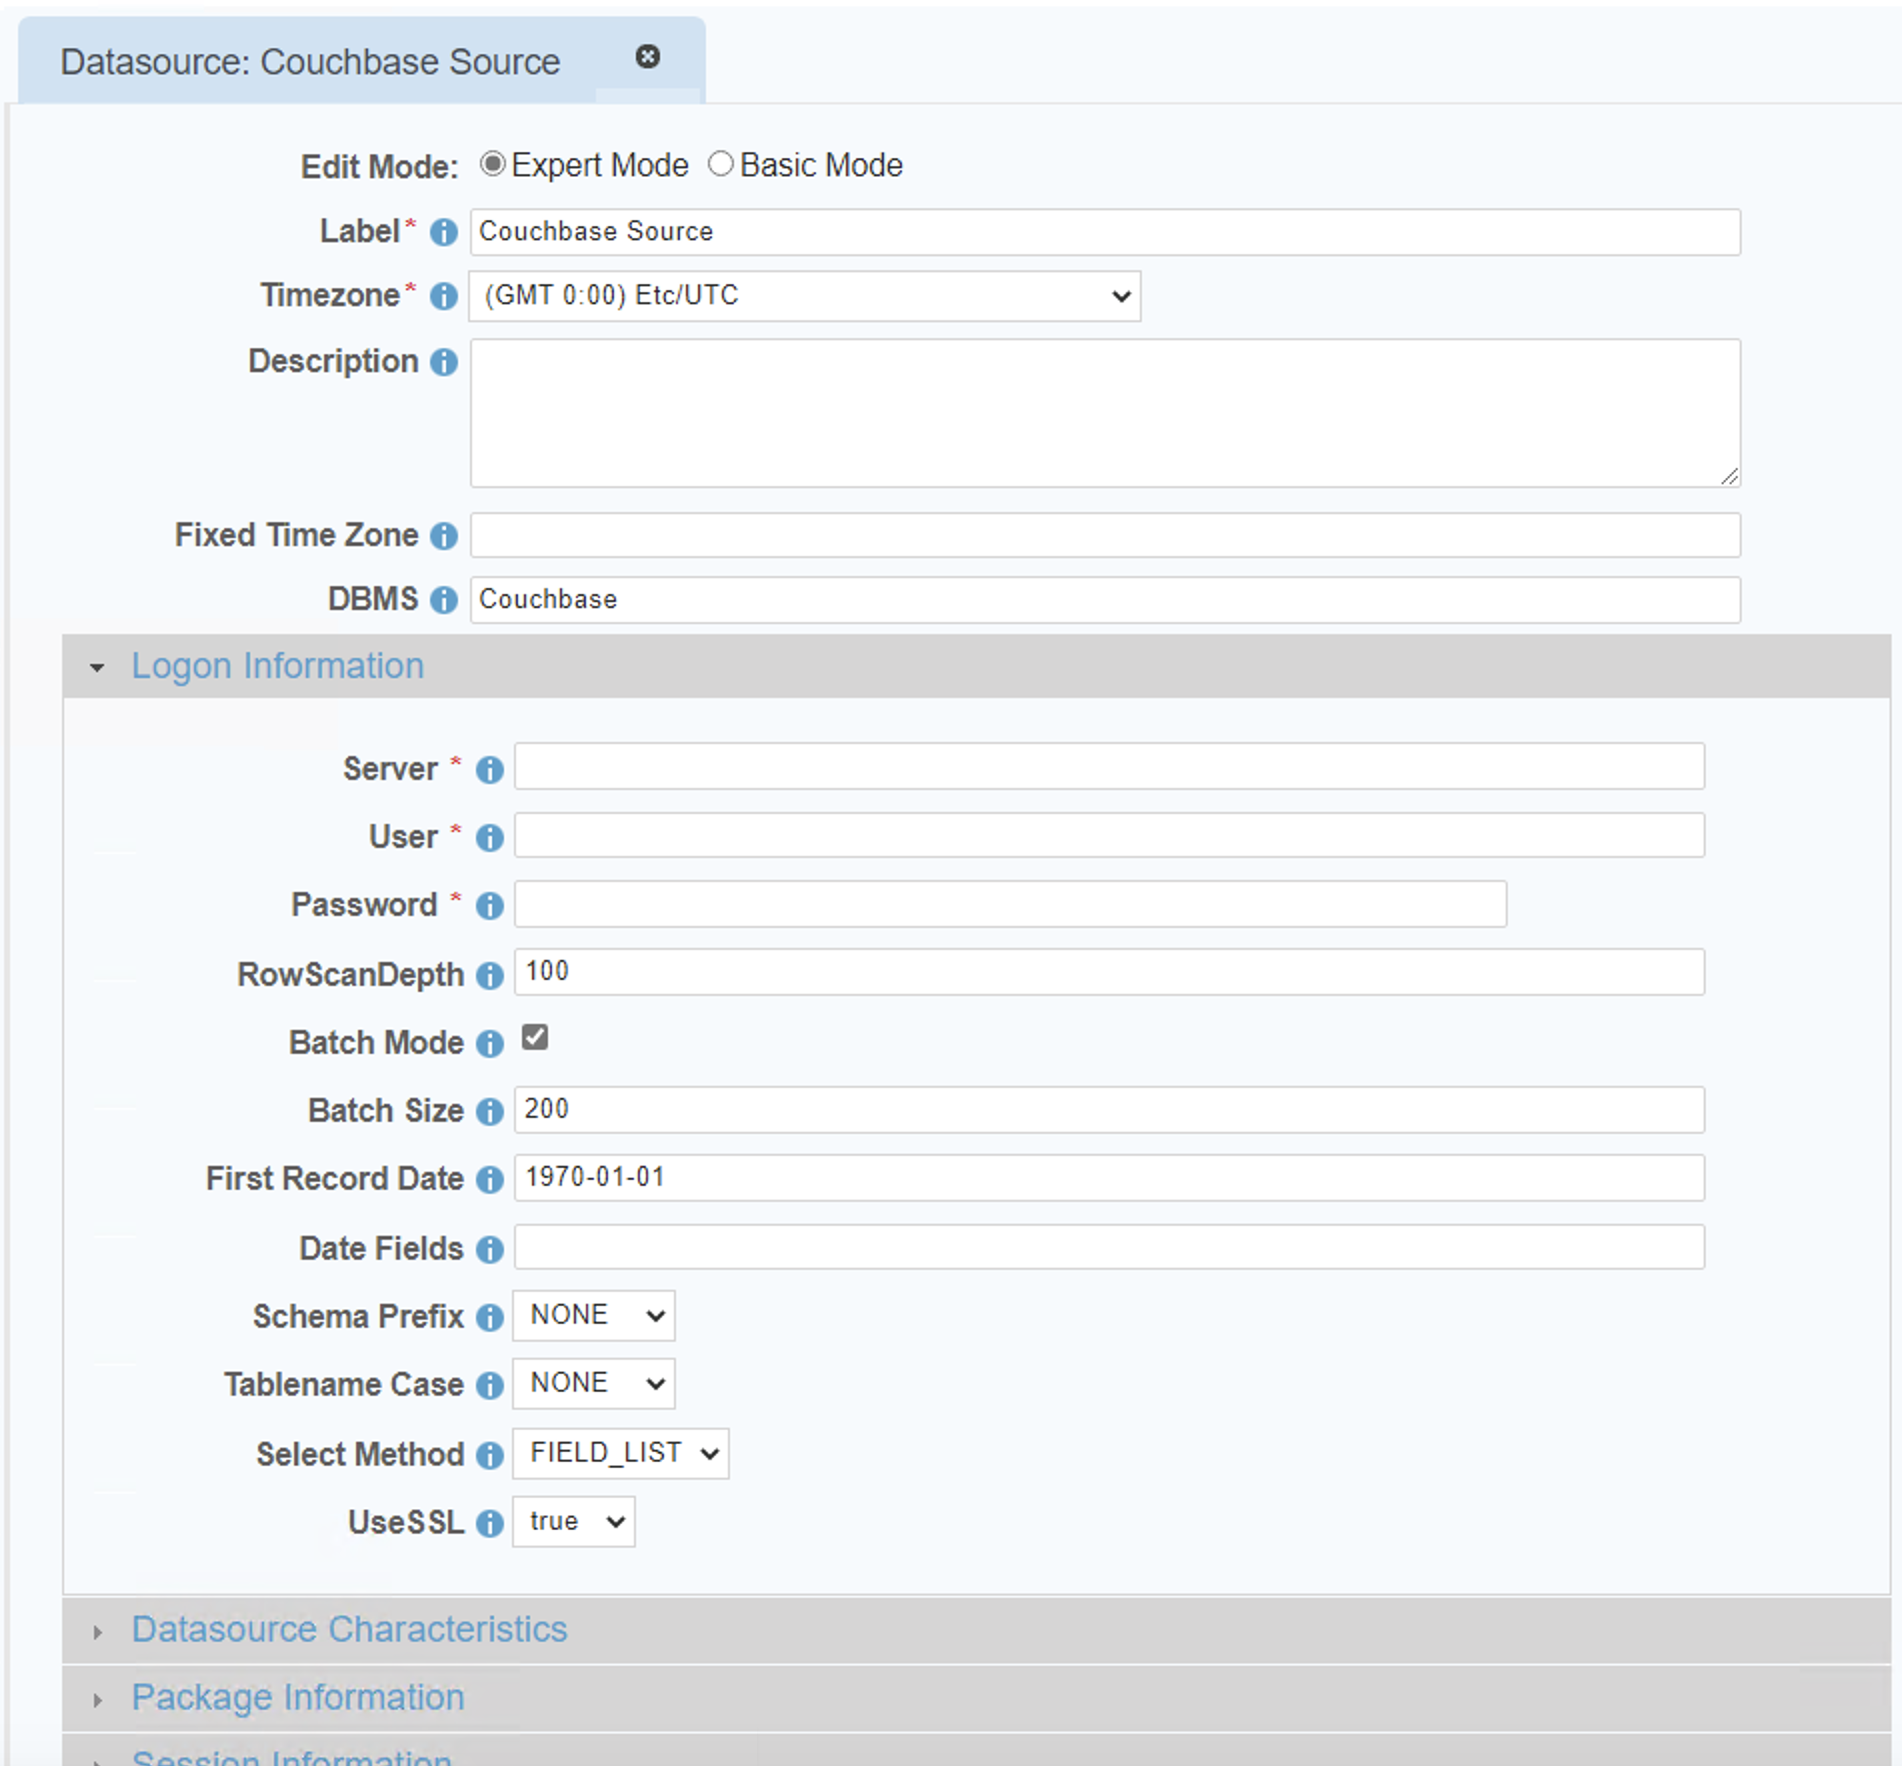 Datasource: Couchbase Source
Edit Mode: Expert Mode Basic Mode
Label* Couchbase Source
Timezone* (GMT 0:00) Etc/UTC
Description
Fixed Time Zone
DBMS Couchbase
Logon Information
Server *
User *
Password *
RowScanDepth 100
Batch Mode
Batch Size 200
First Record Date 1970-01-01
Date Fields
Schema Prefix NONE
Tablename Case NONE
Select Method FIELD_LIST
UseSSL true
Datasource Characteristics
Package Information
Session Information